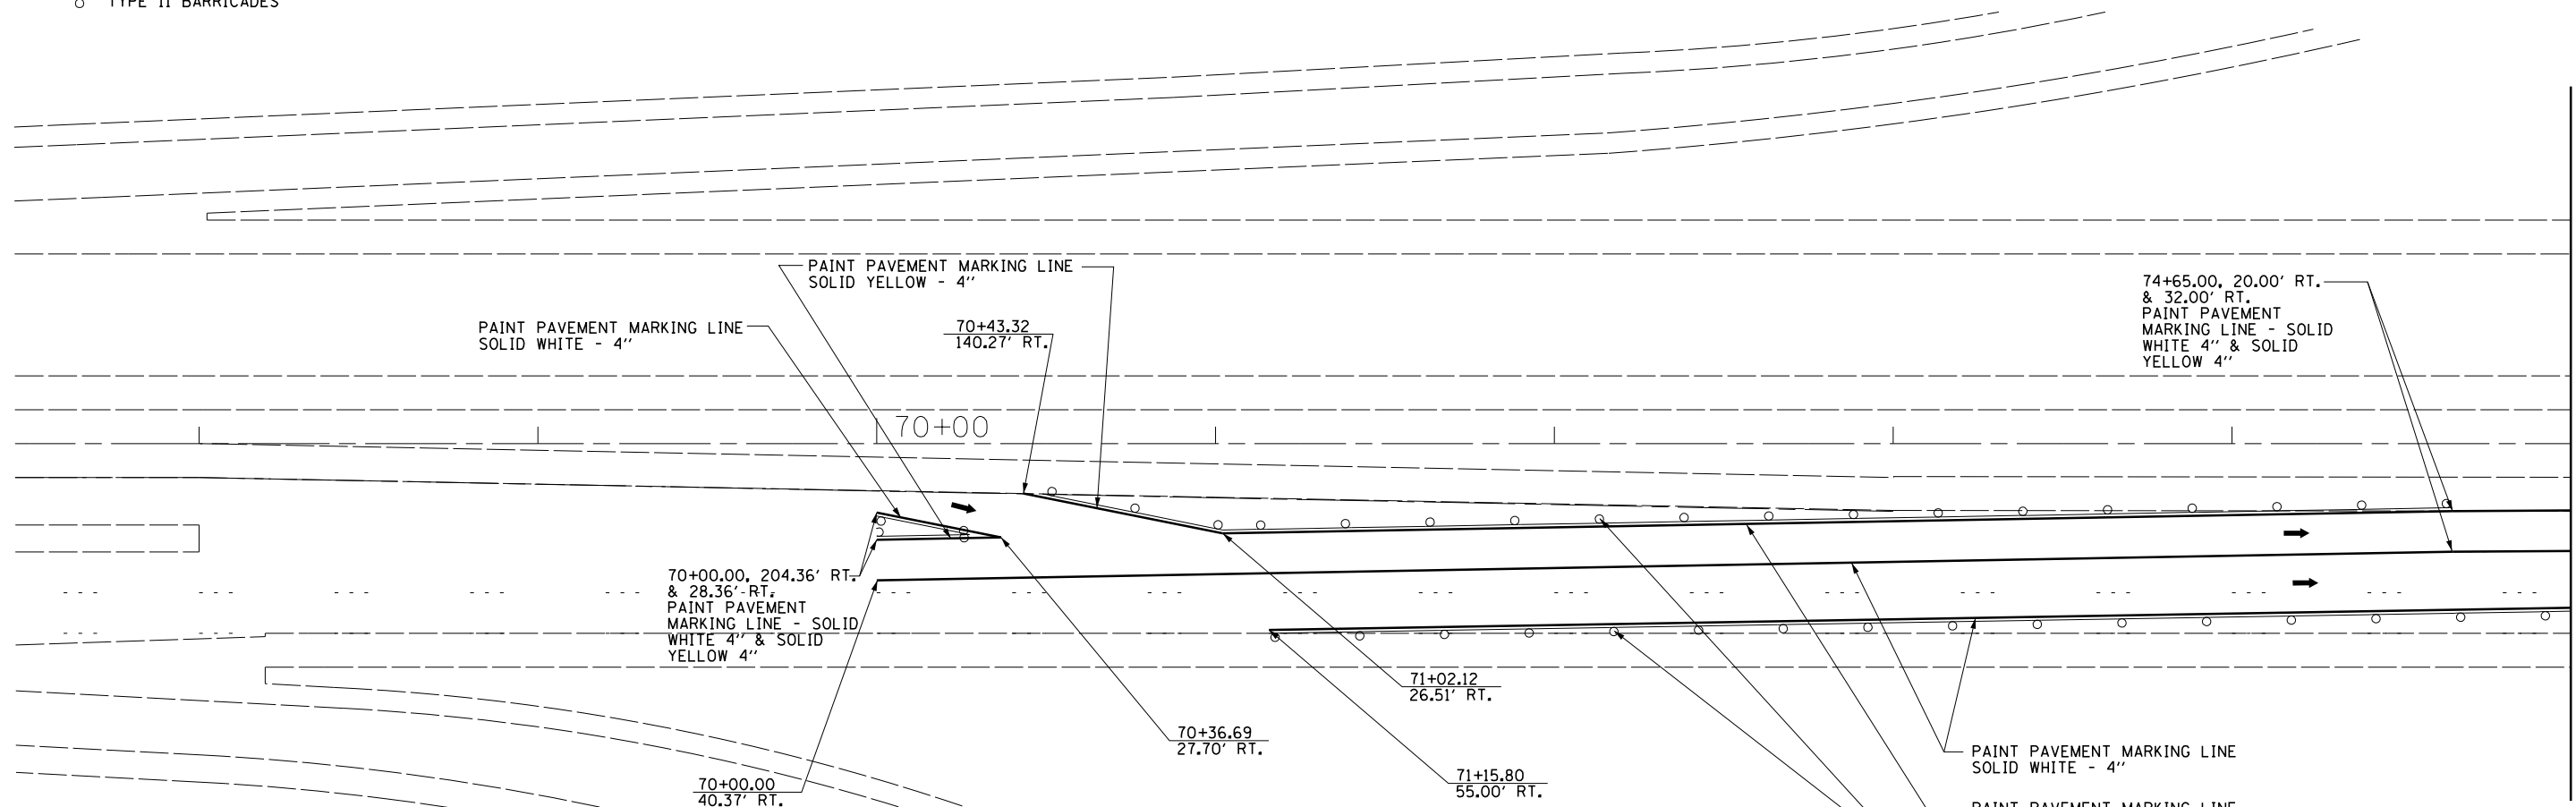 TYPE II BARRICADES
PAINT PAVEMENT MARKING LINE
SOLID YELLOW - 4''
PAINT PAVEMENT MARKING LINE
SOLID WHITE - 4''
70+43.32
140.27' RT.
74+65.00, 20.00' RT.
& 32.00' RT.
PAINT PAVEMENT
MARKING LINE - SOLID
WHITE 4'' & SOLID
YELLOW 4''
70+00
70+00.00, 204.36' RT.
& 28.36' RT.
PAINT PAVEMENT
MARKING LINE - SOLID
WHITE 4'' & SOLID
YELLOW 4''
71+02.12
26.51' RT.
70+36.69
27.70' RT.
70+00.00
40.37' RT.
71+15.80
55.00' RT.
PAINT PAVEMENT MARKING LINE
SOLID WHITE - 4''
PAINT PAVEMENT MARKING LINE